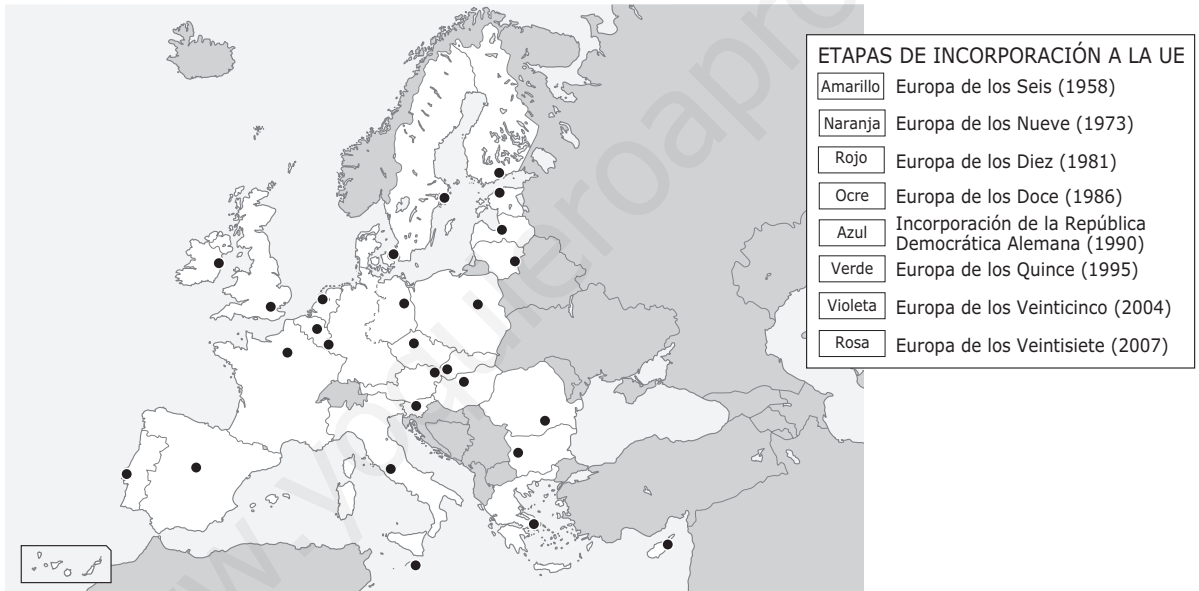 ETAPAS DE INCORPORACIÓN A LA UE
Amarillo Europa de los Seis (1958)
Naranja Europa de los Nueve (1973)
Rojo Europa de los Diez (1981)
Ocre Europa de los Doce (1986)
Azul Incorporación de la República
Democrática Alemana (1990)
Verde Europa de los Quince (1995)
Violeta Europa de los Veinticinco (2004)
Rosa Europa de los Veintisiete (2007)